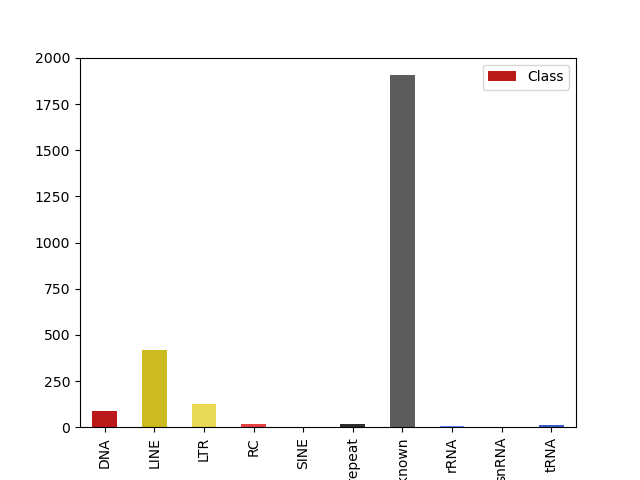 2000
1750
1500
1250
1000
750
500
250
0
Class
DNA
LINE
LTR
RC
SINE
epeat
known
rRNA
snRNA
tRNA